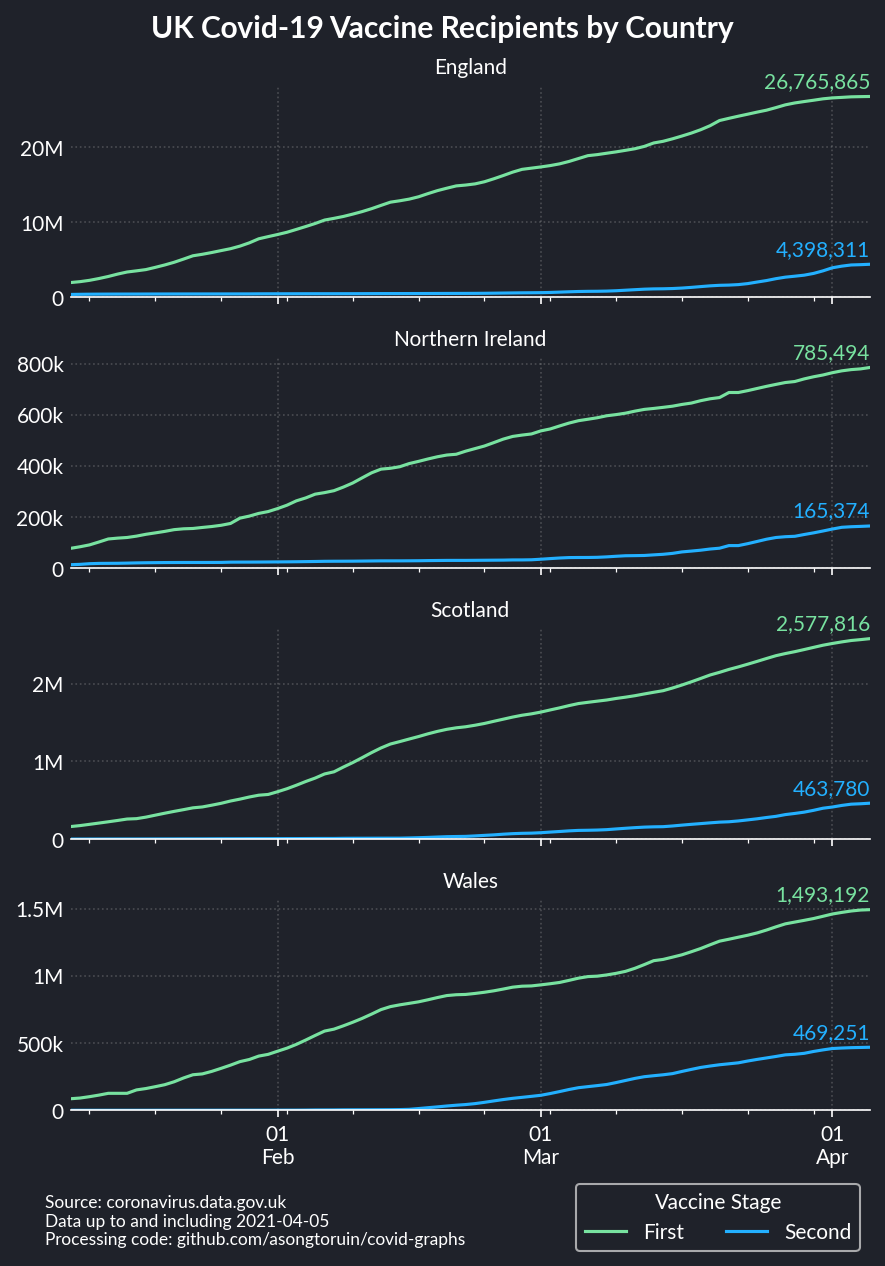 UK Covid-19 Vaccine Recipients by Country
England
26,765,865
20M
10M
4,398,311
0
Northern Ireland
785,494
800k
600k
400k
200k
165,374
0
Scotland
2,577,816
2M
1M
463,780
0
Wales
1,493,192
1.5M
1M
500k
469,251
0
01 01 01
Feb Mar Apr
Source: coronavirus.data.gov.uk
Data up to and including 2021-04-05
Processing code: github.com/asongtoruin/covid-graphs
Vaccine Stage
First Second